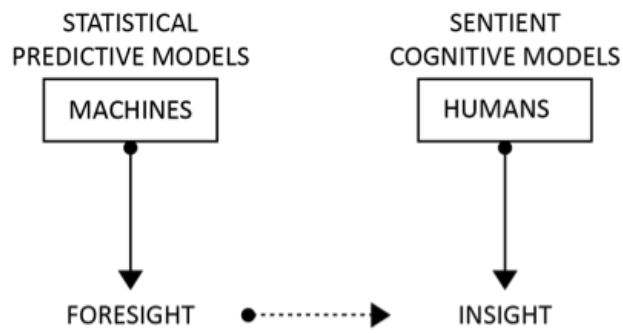 STATISTICAL
PREDICTIVE MODELS
MACHINES
FORESIGHT
SENTIENT
COGNITIVE MODELS
HUMANS
INSIGHT